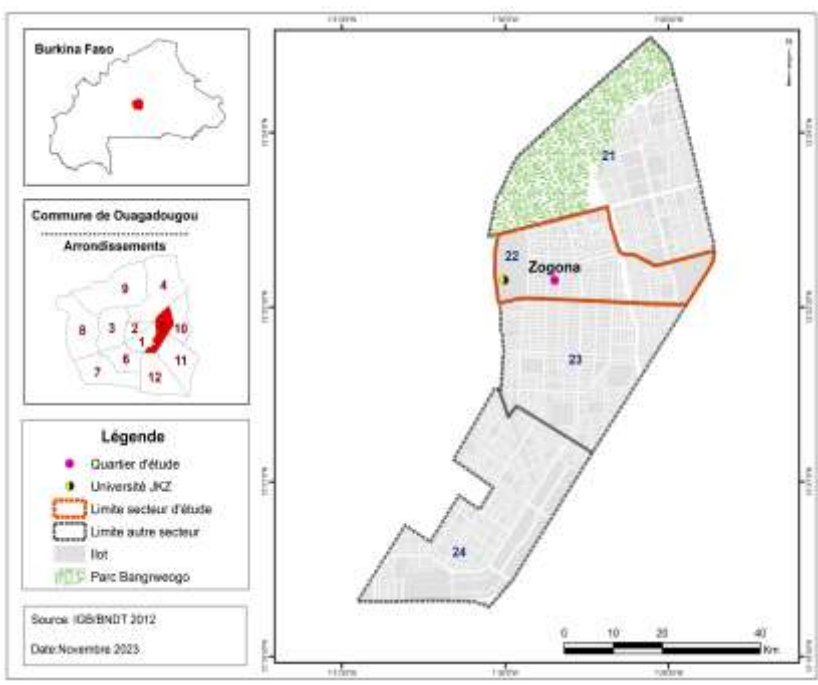 Burkina Faso
Commune de Ouagadougou
Arrondissements
9
4
8
3
2
10
1
6
11
7
12
Légende
Quartier d'étude
Université JKZ
Limite secteur d'étude
Limite autre secteur
Ilot
Parc Bangrweogo
Source: IGB/BNDT 2012
Date:Novembre 2023
21
22
Zogona
23
24
0 10 20 40
Km